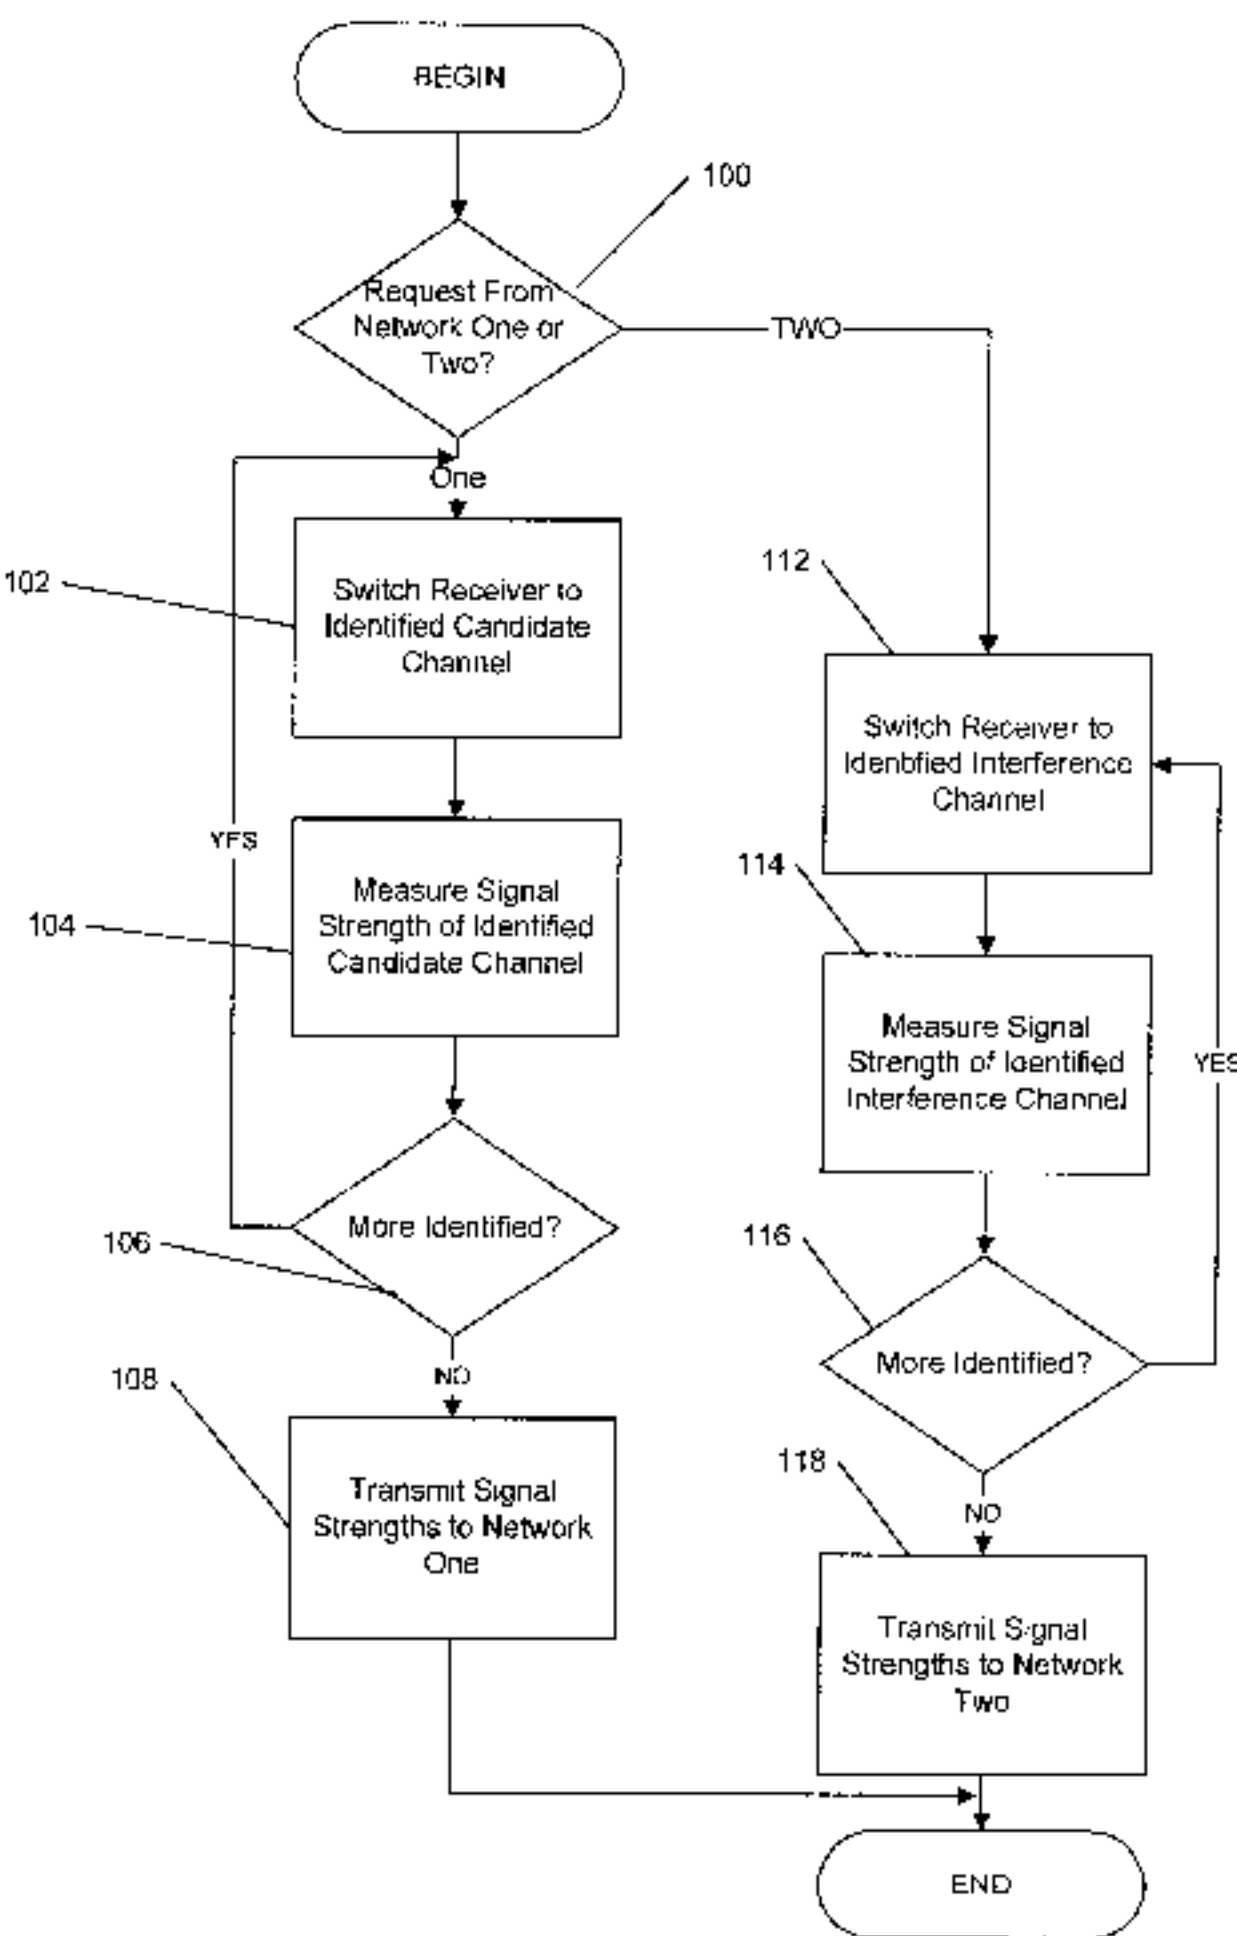 BEGIN
100
Request From
Network One or
Two?
TWO
One
102
Switch Receiver to
Identified Candidate
Channel
112
Switch Receiver to
Identified Interference
Channel
YES
104
Measure Signal
Strength of Identified
Candidate Channel
114
Measure Signal
Strength of Identified
Interference Channel
YES
106
More Identified?
116
More Identified?
NO
108
Transmit Signal
Strengths to Network
One
NO
118
Transmit Signal
Strengths to Network
Two
END